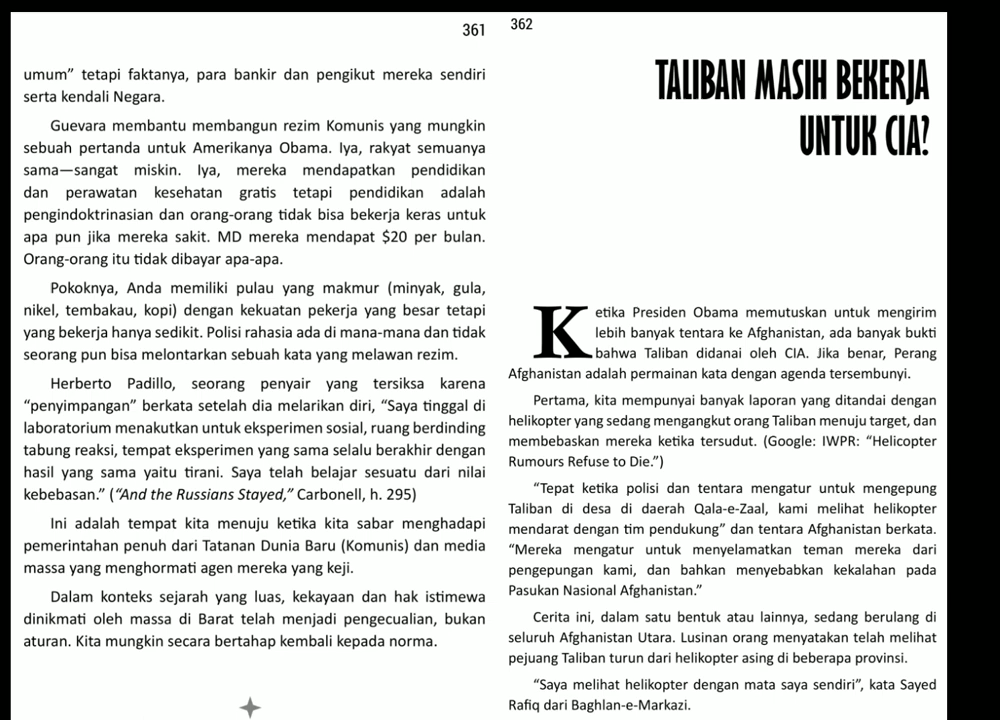 361
umum” tetapi faktanya, para bankir dan pengikut mereka sendiri
serta kendali Negara.
Guevara membantu membangun rezim Komunis yang mungkin
sebuah pertanda untuk Amerikanya Obama. Iya, rakyat semuanya
sama—sangat miskin. Iya, mereka mendapatkan pendidikan
dan perawatan kesehatan gratis tetapi pendidikan adalah
pengindoktrinasian dan orang-orang tidak bisa bekerja keras untuk
apa pun jika mereka sakit. MD mereka mendapat $20 per bulan.
Orang-orang itu tidak dibayar apa-apa.
Pokoknya, Anda memiliki pulau yang makmur (minyak, gula,
nikel, tembakau, kopi) dengan kekuatan pekerja yang besar tetapi
yang bekerja hanya sedikit. Polisi rahasia ada di mana-mana dan tidak
seorang pun bisa melontarkan sebuah kata yang melawan rezim.
Herberto Padillo, seorang penyair yang tersiksa karena
“penyimpangan” berkata setelah dia melarikan diri, “Saya tinggal di
laboratorium menakutkan untuk eksperimen sosial, ruang berdinding
tabung reaksi, tempat eksperimen yang sama selalu berakhir dengan
hasil yang sama yaitu tirani. Saya telah belajar sesuatu dari nilai
kebebasan.” (“And the Russians Stayed,” Carbonell, h. 295)
Ini adalah tempat kita menuju ketika kita sabar menghadapi
pemerintahan penuh dari Tatanan Dunia Baru (Komunis) dan media
massa yang menghormati agen mereka yang keji.
Dalam konteks sejarah yang luas, kekayaan dan hak istimewa
dinikmati oleh massa di Barat telah menjadi pengecualian, bukan
aturan. Kita mungkin secara bertahap kembali kepada norma.
362
TALIBAN MASIH BEKERJA
UNTUK CIA?
Ketika Presiden Obama memutuskan untuk mengirim
lebih banyak tentara ke Afghanistan, ada banyak bukti
bahwa Taliban didanai oleh CIA. Jika benar, Perang
Afghanistan adalah permainan kata dengan agenda tersembunyi.
Pertama, kita mempunyai banyak laporan yang ditandai dengan
helikopter yang sedang mengangkut orang Taliban menuju target, dan
membebaskan mereka ketika tersudut. (Google: IWPR: “Helicopter
Rumours Refuse to Die.”)
“Tepat ketika polisi dan tentara mengatur untuk mengepung
Taliban di desa di daerah Qala-e-Zaal, kami melihat helikopter
mendarat dengan tim pendukung” dan tentara Afghanistan berkata.
“Mereka mengatur untuk menyelamatkan teman mereka dari
pengepungan kami, dan bahkan menyebabkan kekalahan pada
Pasukan Nasional Afghanistan.”
Cerita ini, dalam satu bentuk atau lainnya, sedang berulang di
seluruh Afghanistan Utara. Lusinan orang menyatakan telah melihat
pejuang Taliban turun dari helikopter asing di beberapa provinsi.
“Saya melihat helikopter dengan mata saya sendiri”, kata Sayed
Rafiq dari Baghlan-e-Markazi.